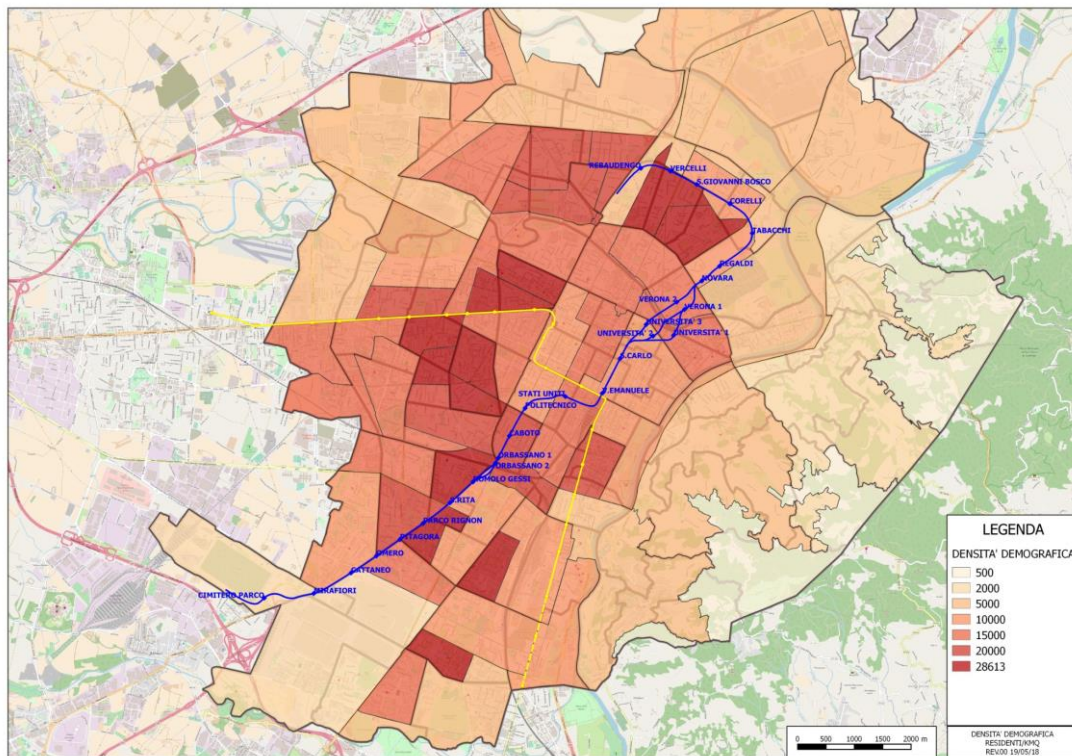 REBAUDENGO
VERCELLI
S.GIOVANNI BOSCO
CORELLI
TABACCHI
REGALDI
NOVARA
VERONA 2
VERONA 1
UNIVERSITA' 3
UNIVERSITA' 2
UNIVERSITA' 1
S.CARLO
V.EMANUELE
STATI UNITI
POLITECNICO
CABOTO
ORBASSANO 1
ORBASSANO 2
ROMOLO GESSI
S.RITA
PARCO RIGNON
PITAGORA
OMERO
CATTANEO
MIRAFIORI
CIMITERO PARCO
LEGENDA
DENSITA' DEMOGRAFICA
500
2000
5000
10000
15000
20000
28613
0 500 1000 1500 2000 m
DENSITA' DEMOGRAFICA
RESIDENTI/KMQ
REV.00 19/05/18